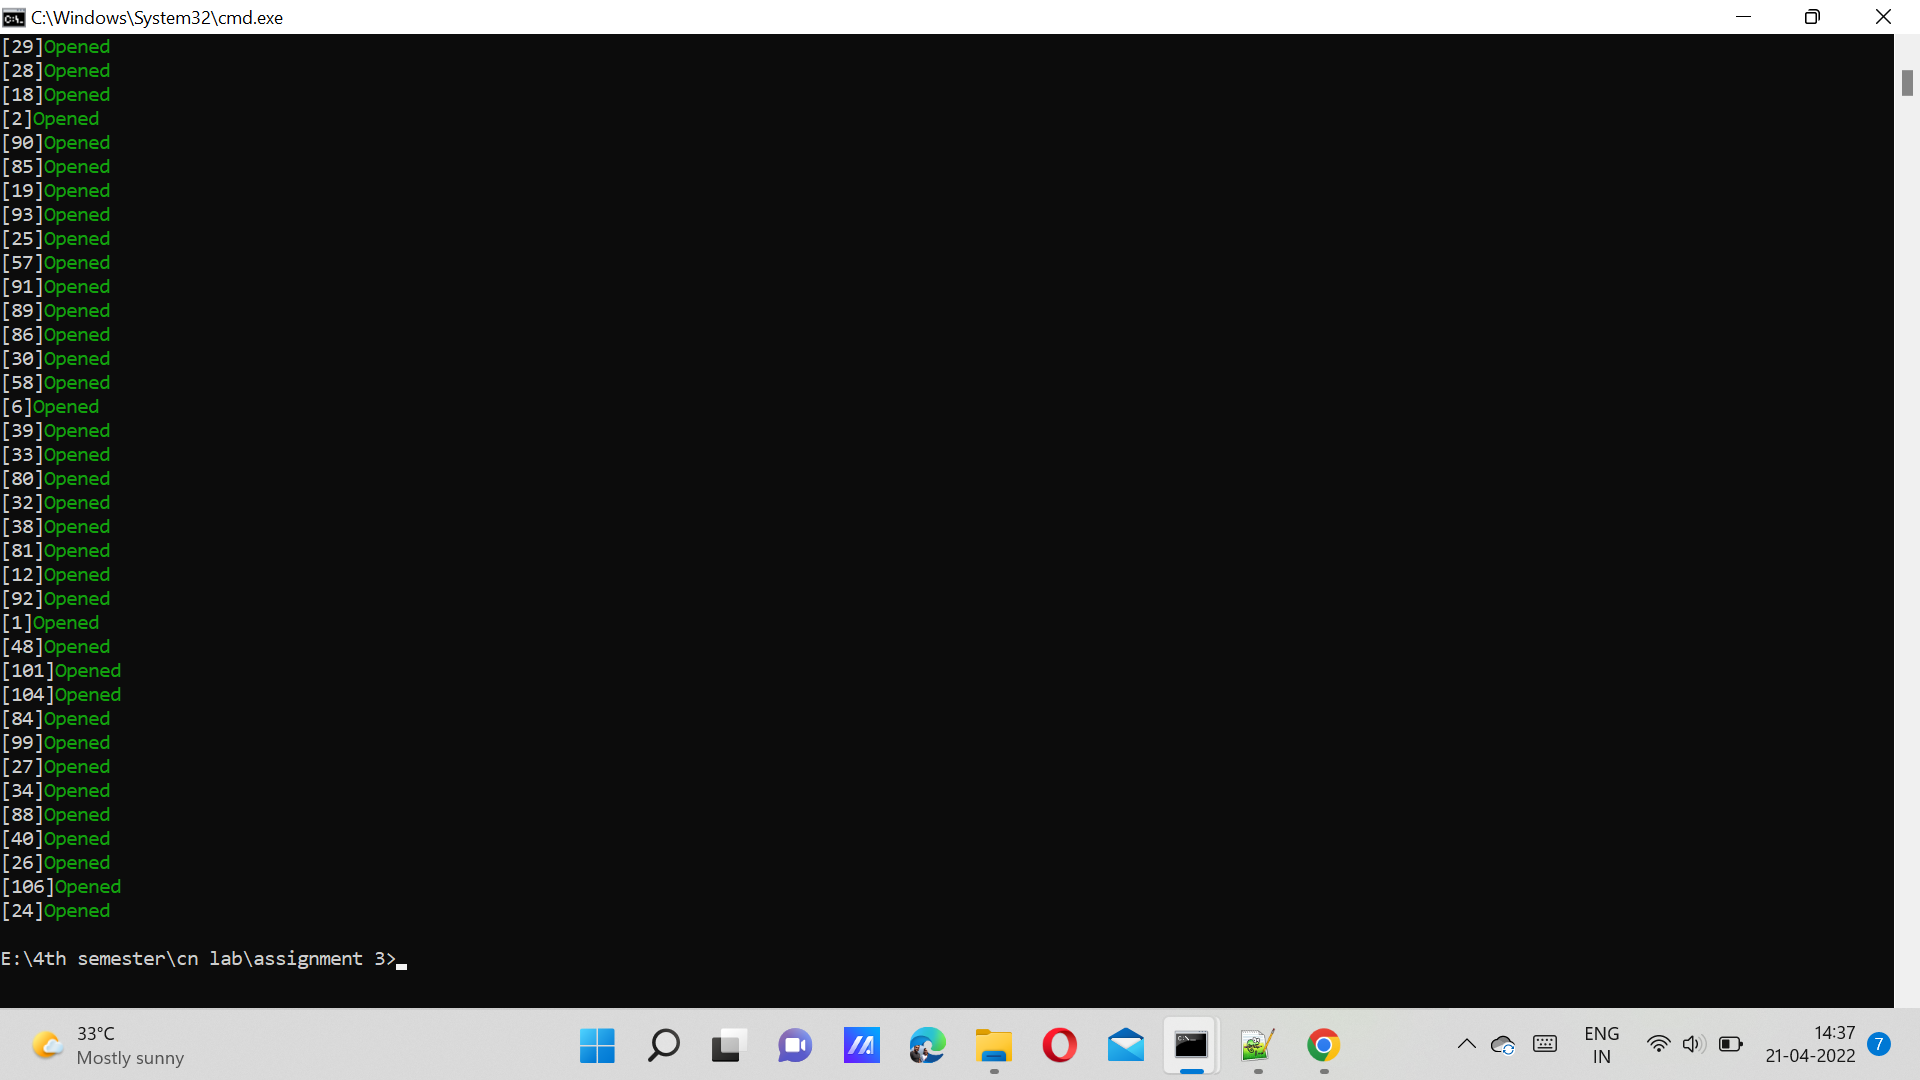 C:\Windows\System32\cmd.exe
[29]Opened
[28]Opened
[18]Opened
[2]Opened
[90]Opened
[85]Opened
[19]Opened
[93]Opened
[25]Opened
[57]Opened
[91]Opened
[89]Opened
[86]Opened
[30]Opened
[58]Opened
[6]Opened
[39]Opened
[33]Opened
[80]Opened
[32]Opened
[38]Opened
[81]Opened
[12]Opened
[92]Opened
[1]Opened
[48]Opened
[101]Opened
[104]Opened
[84]Opened
[99]Opened
[27]Opened
[34]Opened
[88]Opened
[40]Opened
[26]Opened
[106]Opened
[24]Opened
E:\4th semester\cn lab\assignment 3>
33°C
Mostly sunny
ENG
IN
14:37
21-04-2022
7